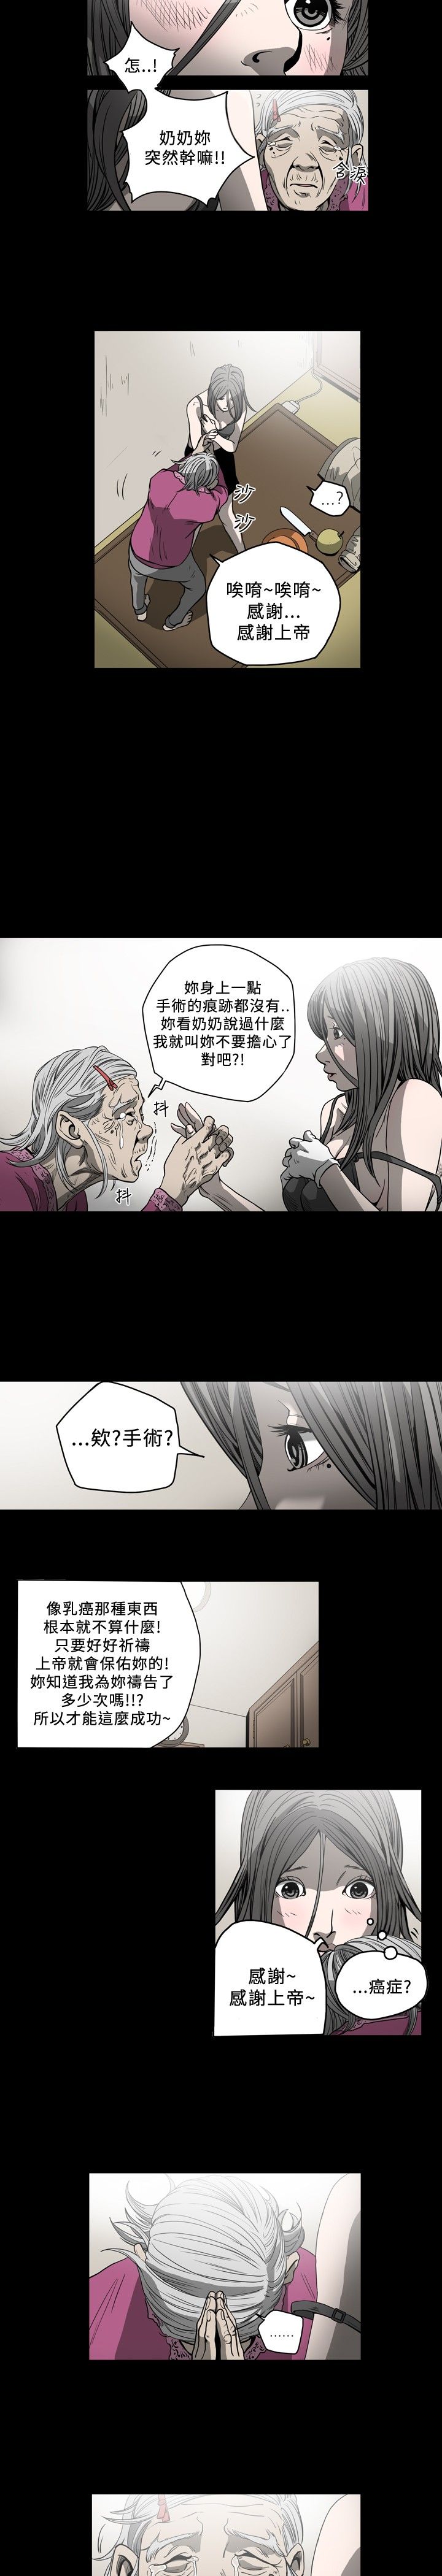 怎..!
奶奶妳
突然幹嘛!!
含淚
沙
沙
...?
唉唷~唉唷~
感謝...
感謝上帝
妳身上一點
手術的痕跡都沒有..
妳看奶奶說過什麼
我就叫妳不要擔心了
對吧?!
抖
抖
...欸?手術?
像乳癌那種東西
根本就不算什麼!
只要好好祈禱
上帝就會保佑妳的!
妳知道我為妳禱告了
多少次嗎!!?
所以才能這麼成功~
感謝~
感謝上帝~
...癌症?
......